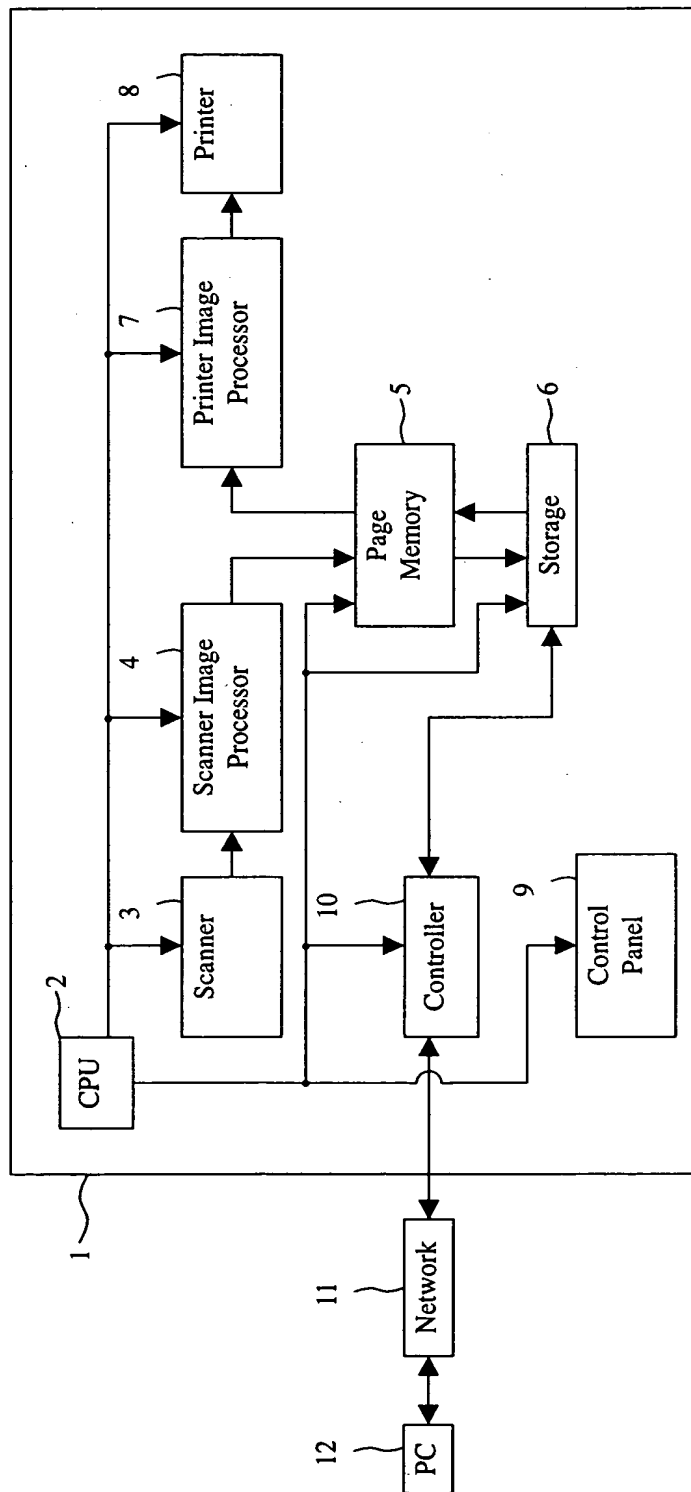 1
2
CPU
3
Scanner
4
Scanner Image
Processor
7
Printer Image
Processor
8
Printer
5
Page
Memory
6
Storage
10
Controller
9
Control
Panel
11
Network
12
PC